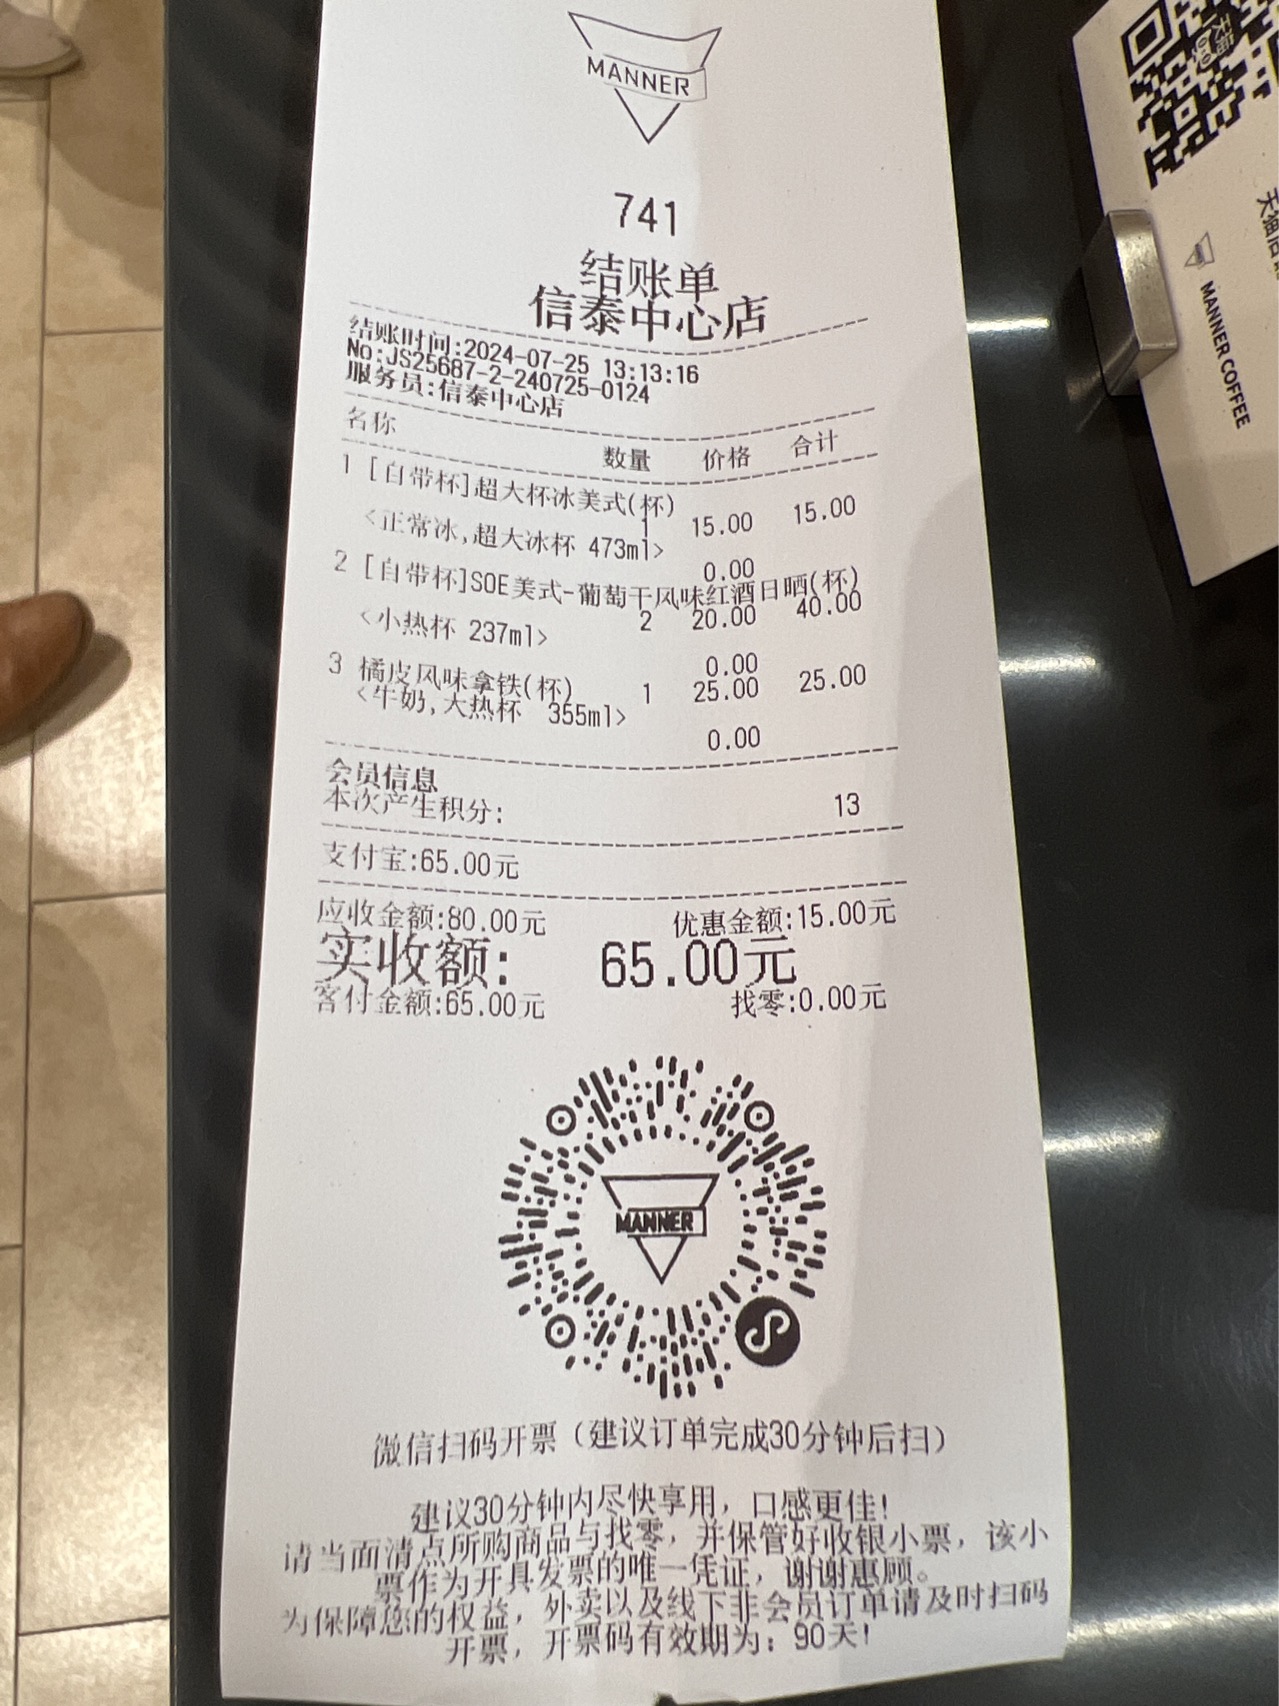 MANNER
741
结账单
信泰中心店
结账时间:2024-07-25 13:13:16
No:JS25687-2-240725-0124
服务员:信泰中心店
名称 数量 价格 合计
1 [自带杯]超大杯冰美式(杯)
1 15.00 15.00
<正常冰,超大冰杯 473ml>
0.00
2 [自带杯]SOE美式-葡萄干风味红酒日晒(杯)
2 20.00 40.00
<小热杯 237ml>
0.00
3 橘皮风味拿铁(杯) 1 25.00 25.00
<牛奶,大热杯 355ml>
0.00
会员信息
本次产生积分: 13
支付宝:65.00元
应收金额:80.00元 优惠金额:15.00元
实收额: 65.00元
客付金额:65.00元 找零:0.00元
MANNER
微信扫码开票（建议订单完成30分钟后扫）
建议30分钟内尽快享用，口感更佳!
请当面清点所购商品与找零，并保管好收银小票，该小
票作为开具发票的唯一凭证，谢谢惠顾。
为保障您的权益，外卖以及线下非会员订单请及时扫码
开票，开票码有效期为：90天!
MANNER COFFEE